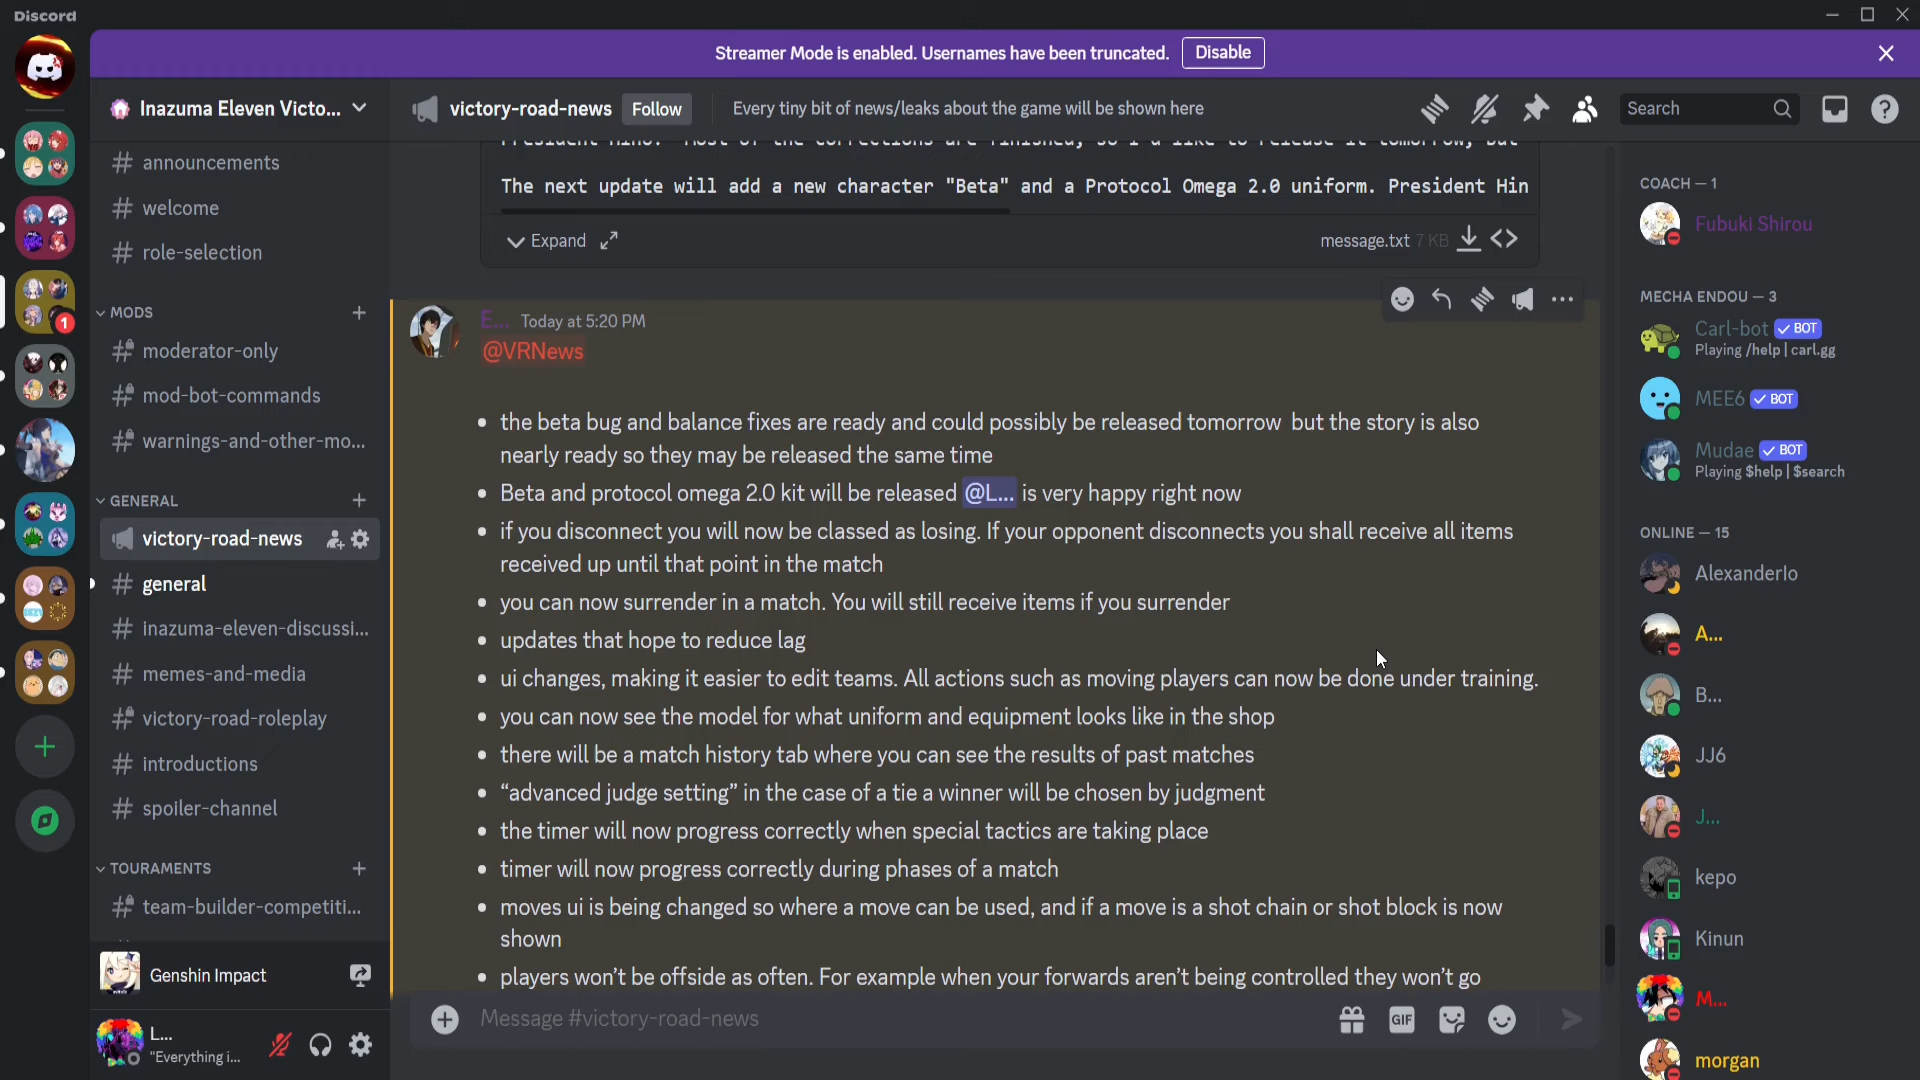 Discord
Streamer Mode is enabled. Usernames have been truncated. Disable
Inazuma Eleven Victo...
victory-road-news Follow Every tiny bit of news/leaks about the game will be shown here
Search
announcements
welcome
role-selection
MODS
moderator-only
mod-bot-commands
warnings-and-other-mo...
GENERAL
victory-road-news
general
inazuma-eleven-discussi...
memes-and-media
victory-road-roleplay
introductions
spoiler-channel
TOURAMENTS
team-builder-competiti...
1
Genshin Impact
L...
"Everything i...
The next update will add a new character "Beta" and a Protocol Omega 2.0 uniform. President Hin
Expand
message.txt 7 KB
E... Today at 5:20 PM
@VRNews
• the beta bug and balance fixes are ready and could possibly be released tomorrow but the story is also
nearly ready so they may be released the same time
• Beta and protocol omega 2.0 kit will be released @L... is very happy right now
• if you disconnect you will now be classed as losing. If your opponent disconnects you shall receive all items
received up until that point in the match
• you can now surrender in a match. You will still receive items if you surrender
• updates that hope to reduce lag
• ui changes, making it easier to edit teams. All actions such as moving players can now be done under training.
• you can now see the model for what uniform and equipment looks like in the shop
• there will be a match history tab where you can see the results of past matches
• “advanced judge setting” in the case of a tie a winner will be chosen by judgment
• the timer will now progress correctly when special tactics are taking place
• timer will now progress correctly during phases of a match
• moves ui is being changed so where a move can be used, and if a move is a shot chain or shot block is now
shown
• players won’t be offside as often. For example when your forwards aren’t being controlled they won’t go
Message #victory-road-news
GIF
COACH — 1
Fubuki Shirou
MECHA ENDOU — 3
Carl-bot ✓ BOT
Playing /help | carl.gg
MEE6 ✓ BOT
Mudae ✓ BOT
Playing $help | $search
ONLINE — 15
Alexanderlo
A...
B...
JJ6
J...
kepo
Kinun
M...
morgan